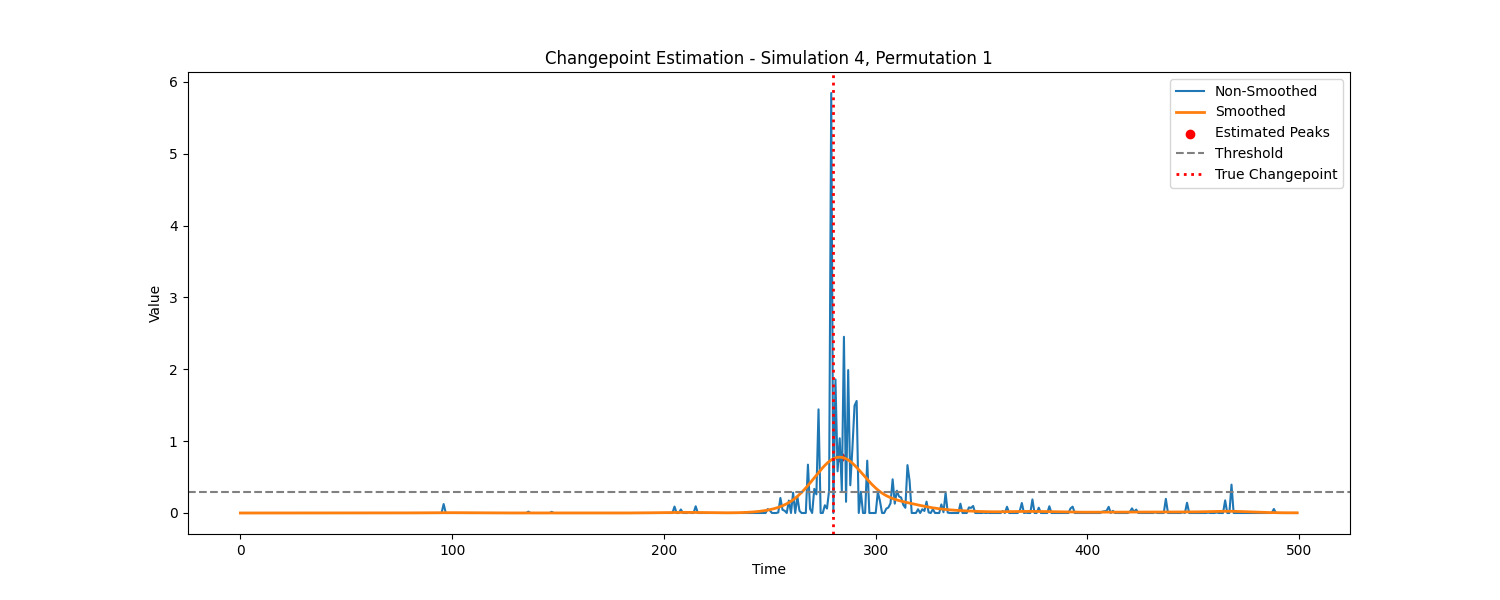 Changepoint Estimation - Simulation 4, Permutation 1
Non-Smoothed
Smoothed
Estimated Peaks
Threshold
True Changepoint
Value
6
5
4
3
2
1
0
0 100 200 300 400 500
Time